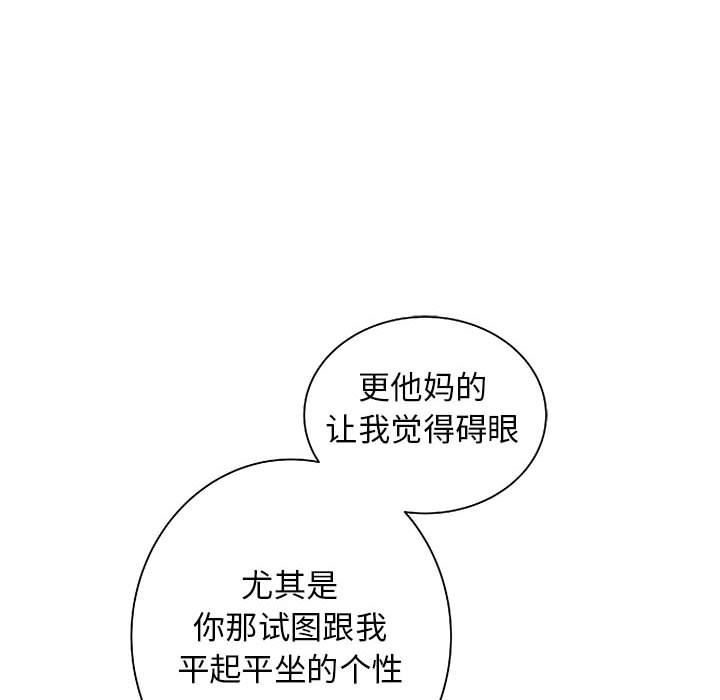 更他妈的
让我觉得碍眼
尤其是
你那试图跟我
平起平坐的个性